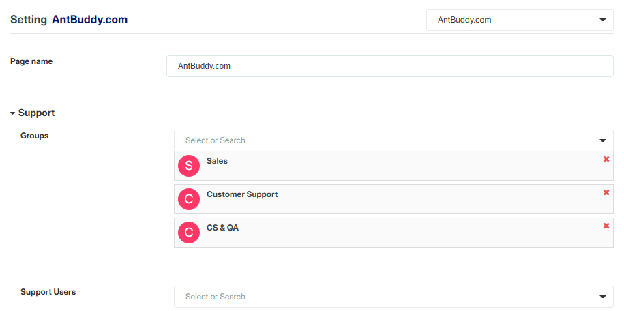 Setting AntBuddy.com
AntBuddy.com
Page name
AntBuddy.com
Support
Groups
Select or Search
S Sales
C Customer Support
C CS & QA
Support Users
Select or Search